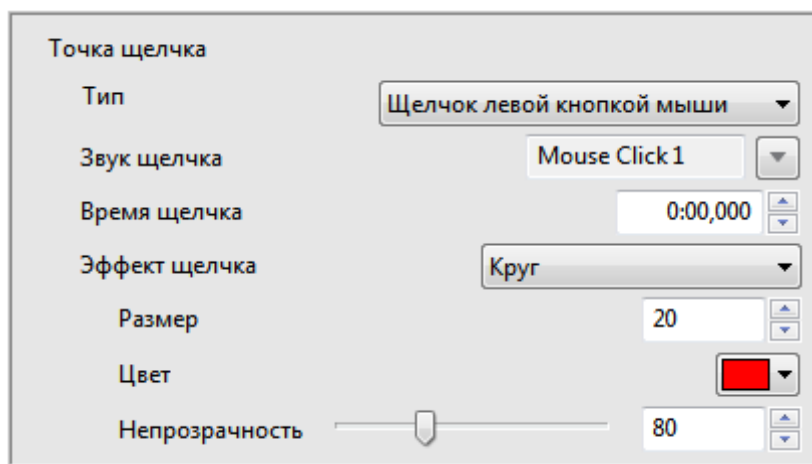 Точка щелчка
Тип Щелчок левой кнопкой мыши
Звук щелчка Mouse Click 1
Время щелчка 0:00,000
Эффект щелчка Круг
Размер 20
Цвет
Непрозрачность 80